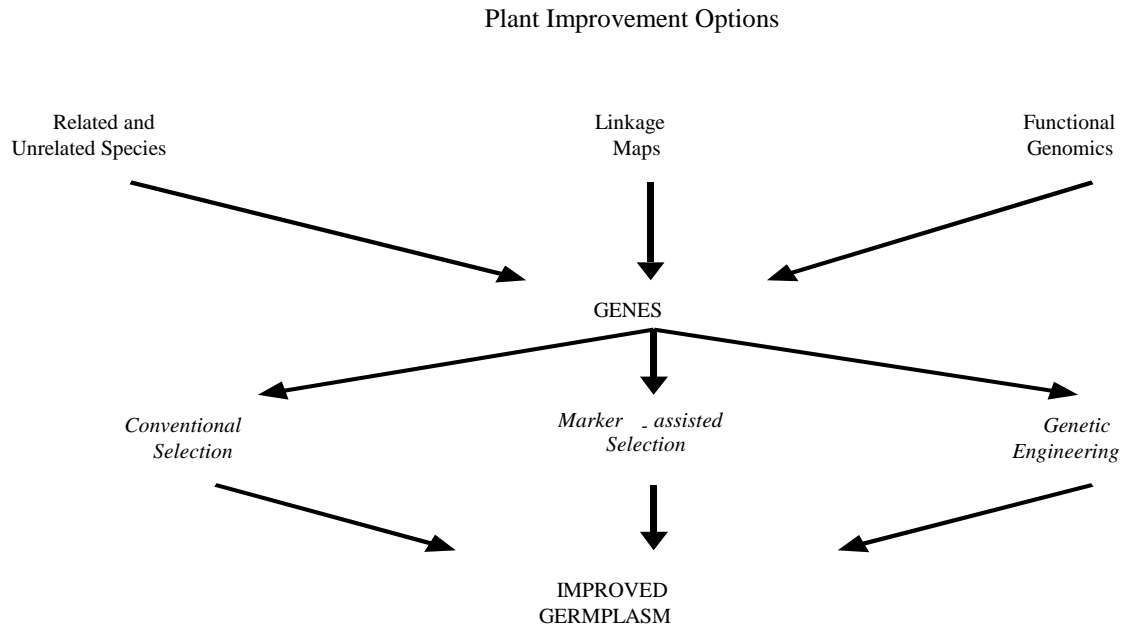 Plant Improvement Options
Related and
Unrelated Species
Linkage
Maps
Functional
Genomics
GENES
Conventional
Selection
Marker - assisted
Selection
Genetic
Engineering
IMPROVED
GERMPLASM